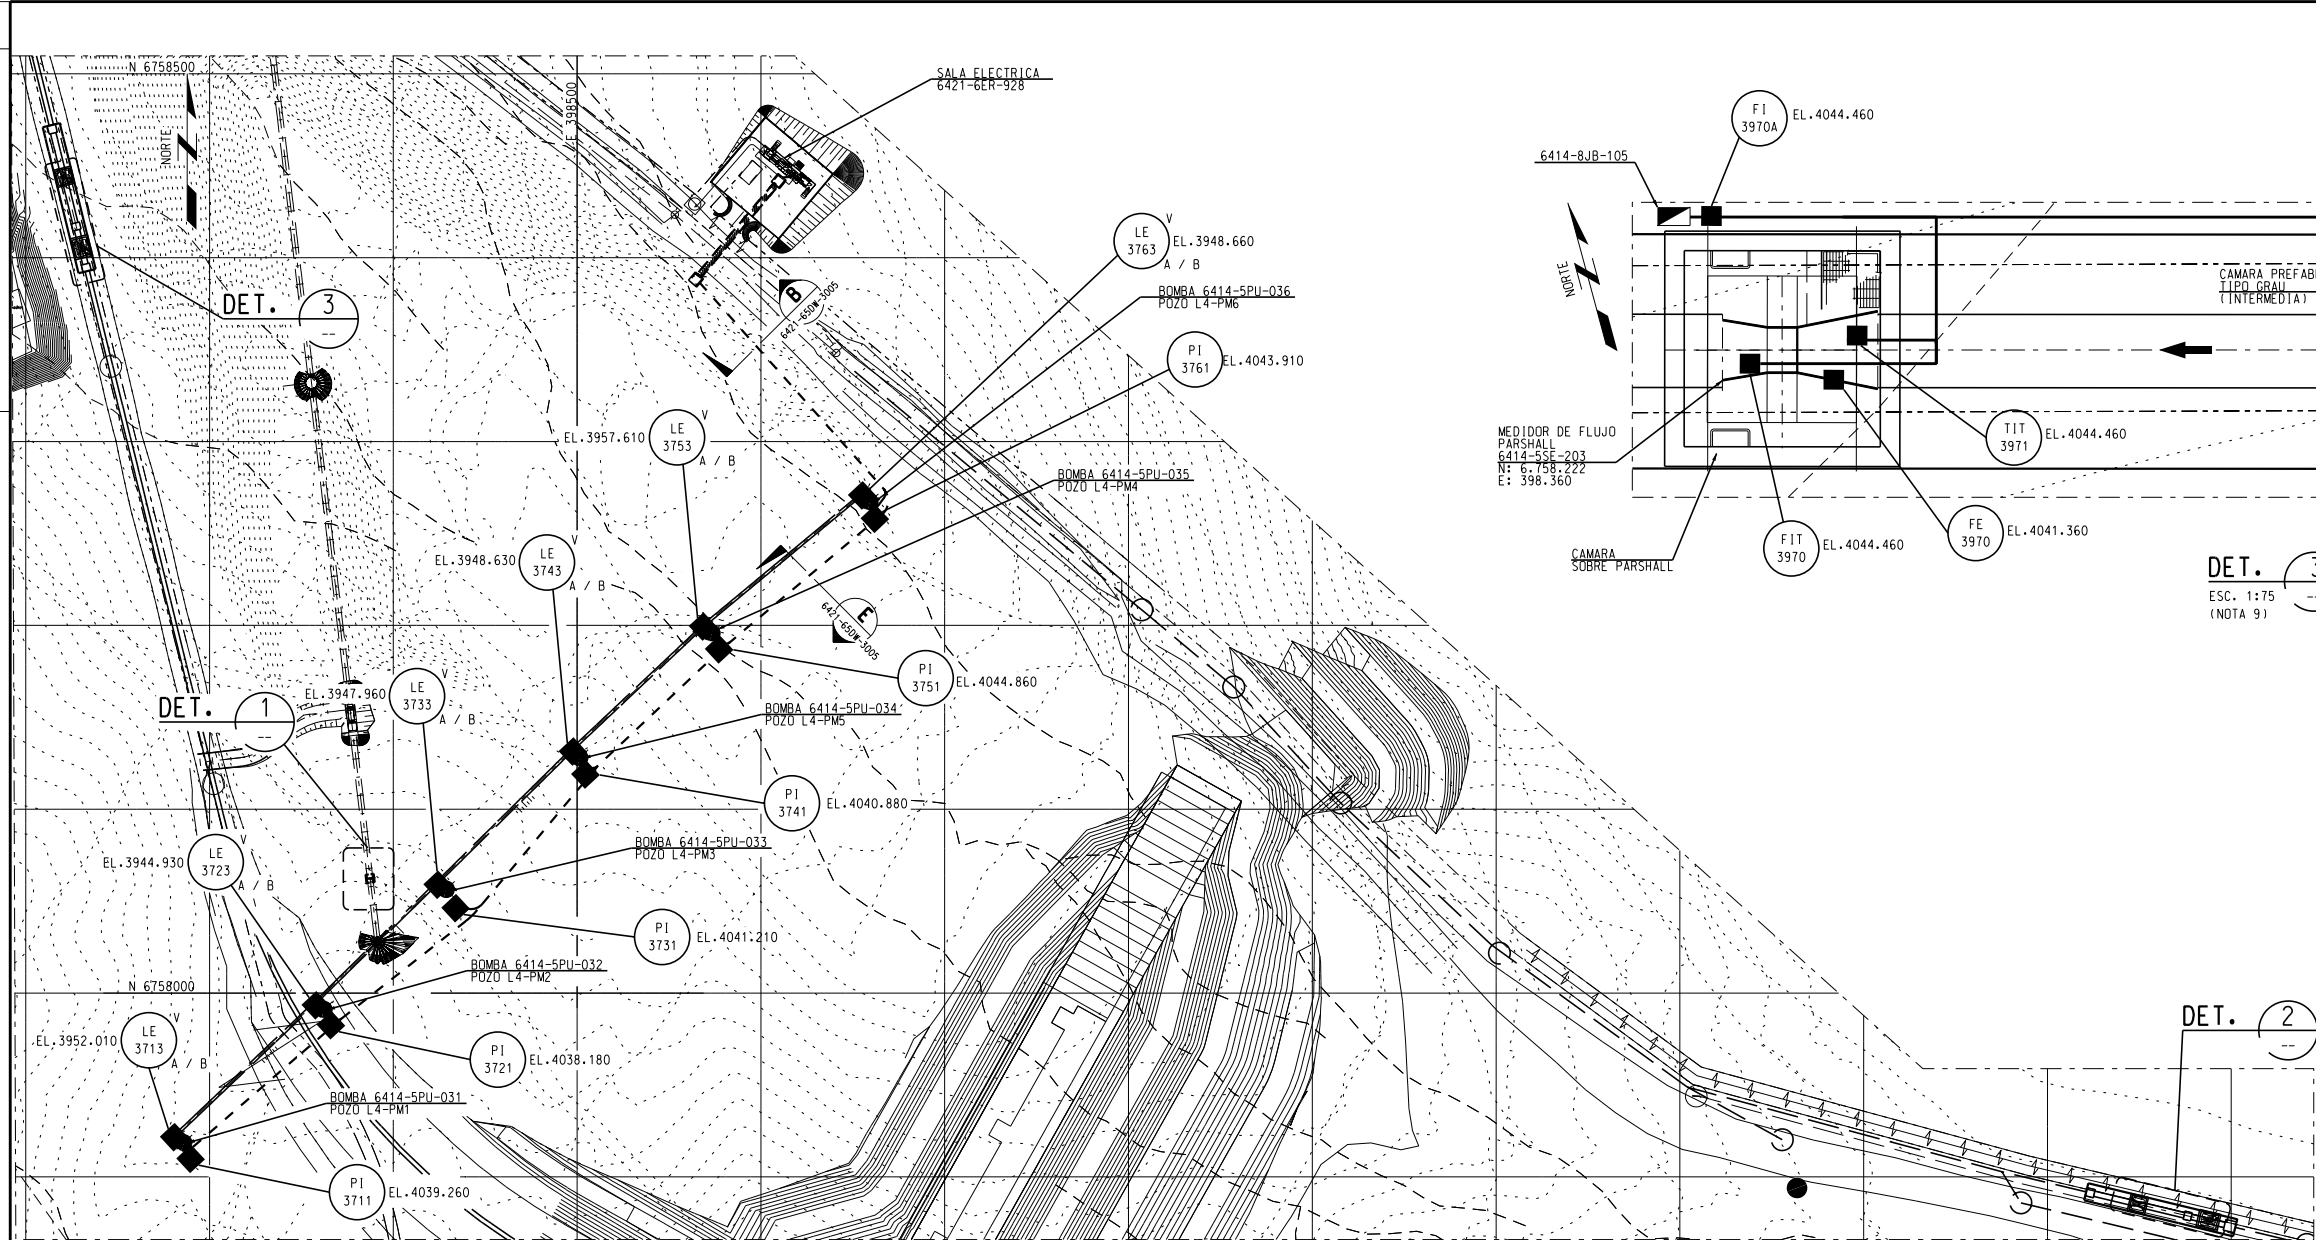 N 6758500
NORTE
E 398500
SALA ELECTRICA
6421-6ER-928
DET. 3
--
B
6421-65DW-3005
LE
3763
V
EL.3948.660
A / B
BOMBA 6414-5PU-036
POZO L4-PM6
PI
3761
EL.4043.910
EL.3957.610
LE
3753
V
A / B
BOMBA 6414-5PU-035
POZO L4-PM4
EL.3948.630
LE
3743
V
A / B
E
6421-65DW-3005
PI
3751
EL.4044.860
EL.3947.960
LE
3733
V
A / B
DET. 1
--
BOMBA 6414-5PU-034
POZO L4-PM5
PI
3741
EL.4040.880
BOMBA 6414-5PU-033
POZO L4-PM3
EL.3944.930
LE
3723
V
A / B
PI
3731
EL.4041.210
BOMBA 6414-5PU-032
POZO L4-PM2
N 6758000
EL.3952.010
LE
3713
V
A / B
PI
3721
EL.4038.180
BOMBA 6414-5PU-031
POZO L4-PM1
PI
3711
EL.4039.260
FI
3970A
EL.4044.460
6414-8JB-105
NORTE
TIPO GRAU
(INTERMEDIA)
MEDIDOR DE FLUJO
PARSHALL
6414-5SE-203
N: 6.758.222
E: 398.360
TIT
3971
EL.4044.460
FIT
3970
EL.4044.460
FE
3970
EL.4041.360
CAMARA
SOBRE PARSHALL
DET. 3
ESC. 1:75
(NOTA 9)
DET. 2
--